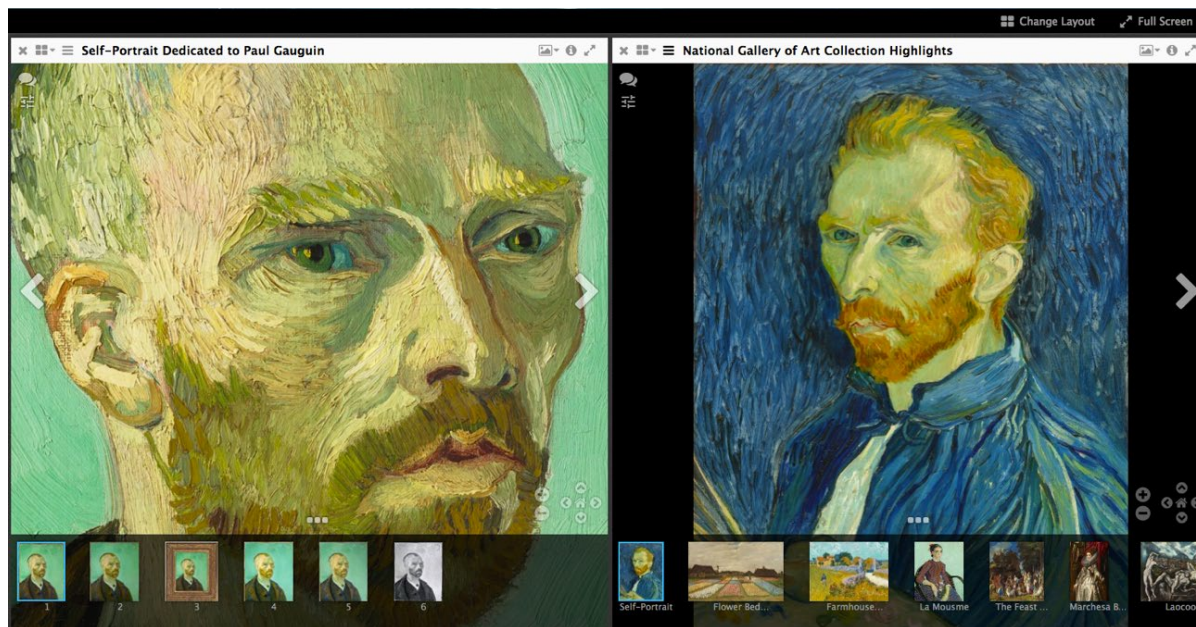 Change Layout Full Screen
Self-Portrait Dedicated to Paul Gauguin
National Gallery of Art Collection Highlights
1 2 3 4 5 6
Self-Portrait Flower Bed... Farmhouse... La Mousme The Feast ... Marchesa B... Laocoo